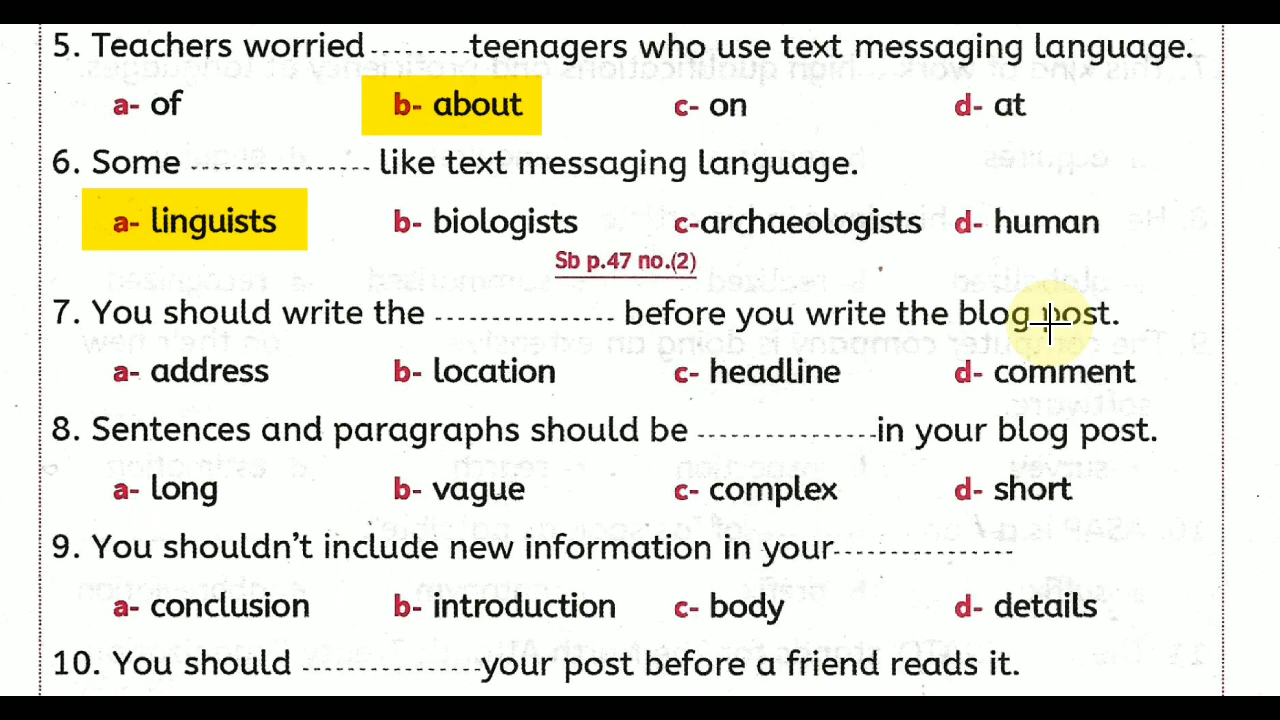 5. Teachers worried ......... teenagers who use text messaging language.
a- of b- about c- on d- at
6. Some ................ like text messaging language.
a- linguists b- biologists c-archaeologists d- human
Sb p.47 no.(2)
7. You should write the ................ before you write the blog post.
a- address b- location c- headline d- comment
8. Sentences and paragraphs should be ................ in your blog post.
a- long b- vague c- complex d- short
9. You shouldn't include new information in your................
a- conclusion b- introduction c- body d- details
10. You should ................ your post before a friend reads it.